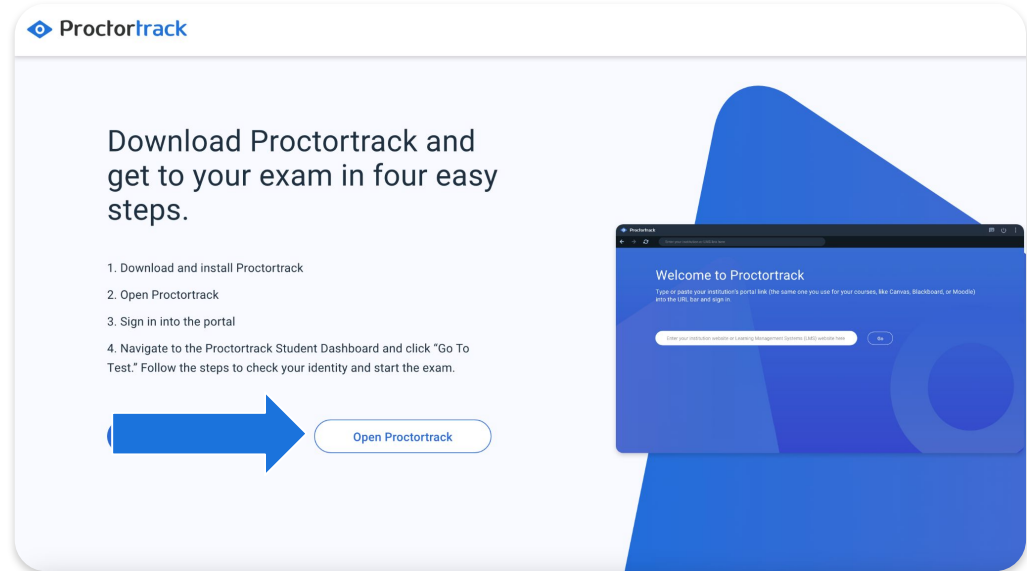 Proctortrack
Download Proctortrack and
get to your exam in four easy
steps.
1. Download and install Proctortrack
2. Open Proctortrack
3. Sign in into the portal
4. Navigate to the Proctortrack Student Dashboard and click “Go To
Test.” Follow the steps to check your identity and start the exam.
Open Proctortrack
Proctortrack
Welcome to Proctortrack
Type or paste your institution's portal link (the same one you use for your courses, like Canvas, Blackboard, or Moodle)
into the URL bar and sign in.
Enter your institution website or Learning Management Systems (LMS) website here
Go